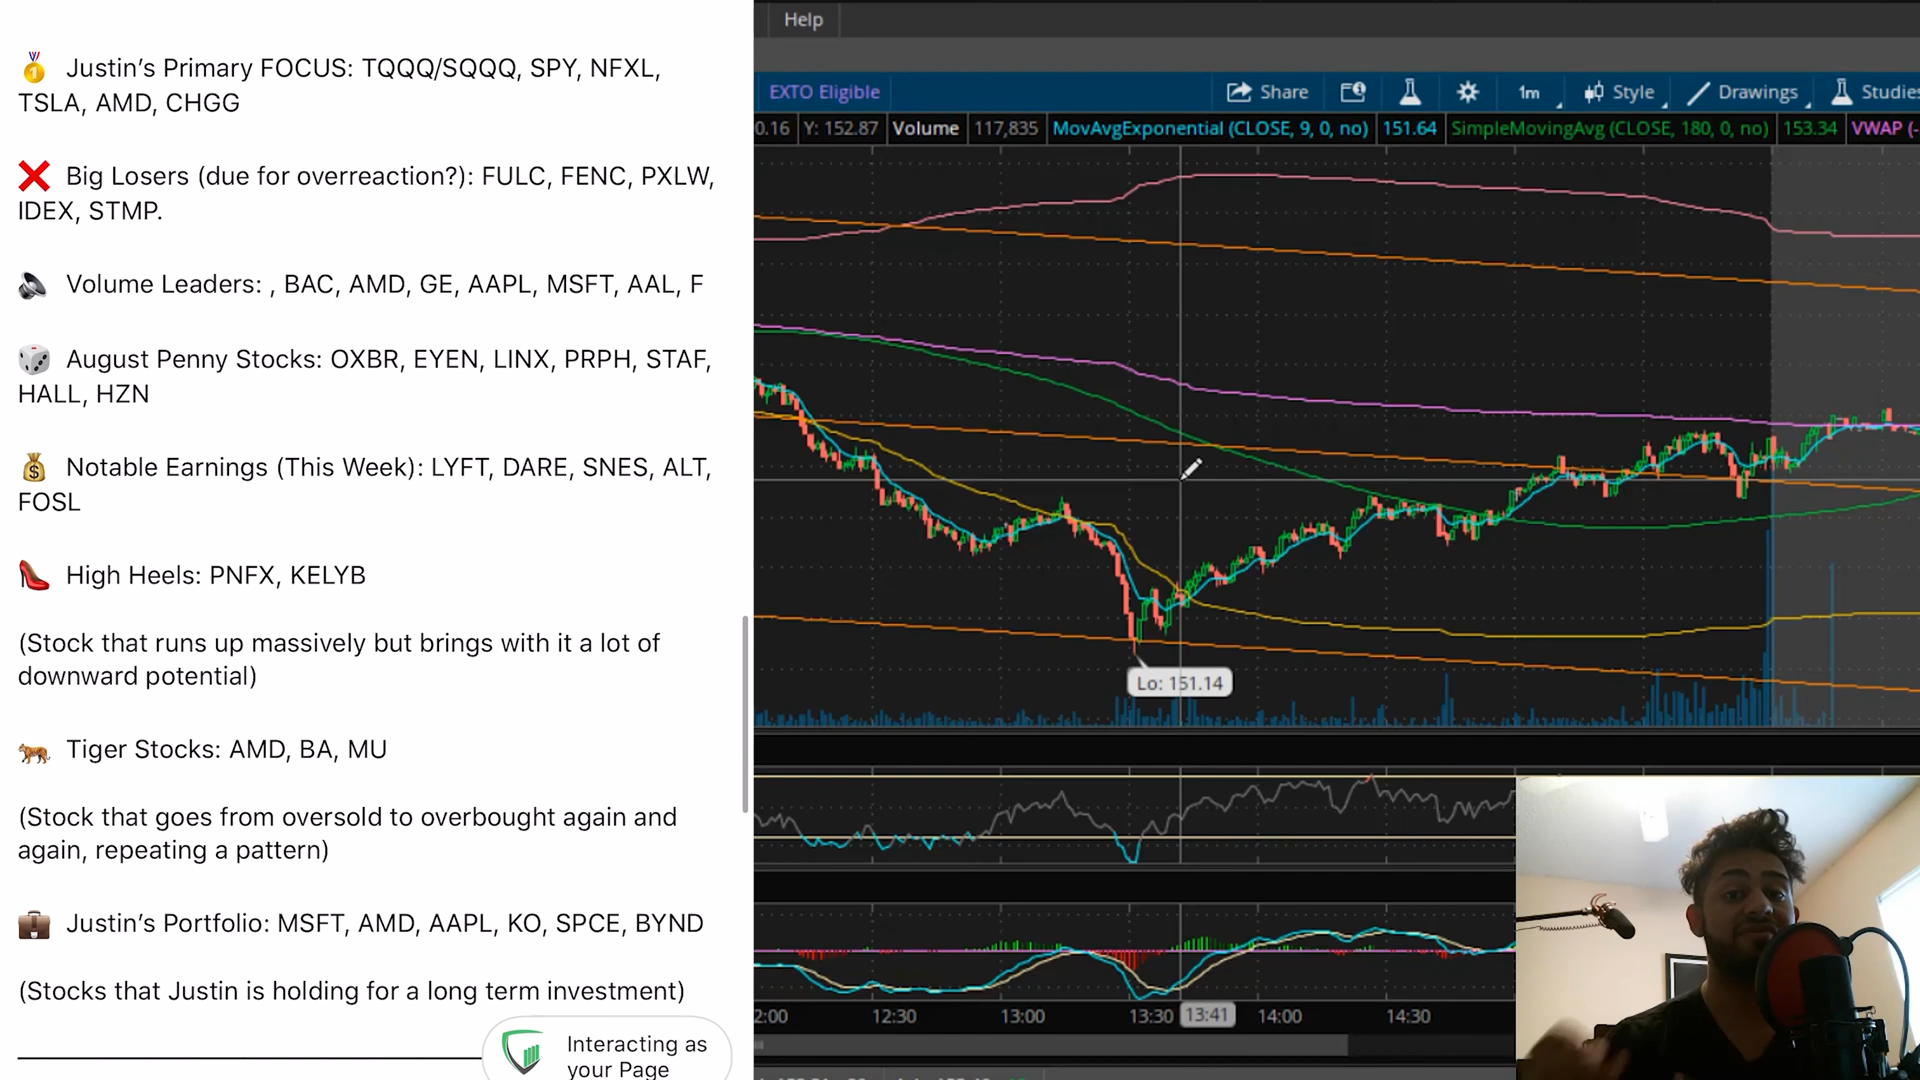 Justin's Primary FOCUS: TQQQ/SQQQ, SPY, NFXL,
TSLA, AMD, CHGG
Big Losers (due for overreaction?): FULC, FENC, PXLW,
IDEX, STMP.
Volume Leaders: , BAC, AMD, GE, AAPL, MSFT, AAL, F
August Penny Stocks: OXBR, EYEN, LINX, PRPH, STAF,
HALL, HZN
Notable Earnings (This Week): LYFT, DARE, SNES, ALT,
FOSL
High Heels: PNFX, KELYB
(Stock that runs up massively but brings with it a lot of
downward potential)
Tiger Stocks: AMD, BA, MU
(Stock that goes from oversold to overbought again and
again, repeating a pattern)
Justin's Portfolio: MSFT, AMD, AAPL, KO, SPCE, BYND
(Stocks that Justin is holding for a long term investment)
Interacting as
your Page
Help
EXTO Eligible Share 1m Style Drawings Studies
0.16 Y: 152.87 Volume 117,835 MovAvgExponential (CLOSE, 9, 0, no) 151.64 SimpleMovingAvg (CLOSE, 180, 0, no) 153.34 VWAP (-
Lo: 151.14
2:00 12:30 13:00 13:30 13:41 14:00 14:30